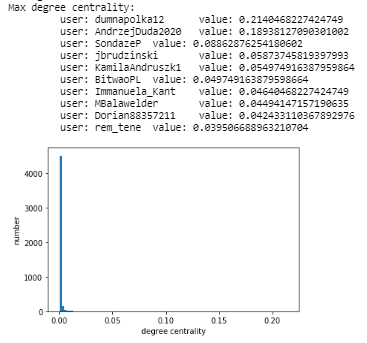 Max degree centrality:
user: dumnapolka12 value: 0.2140468227424749
user: AndrzejDuda2020 value: 0.18938127090301002
user: SondazeP value: 0.08862876254180602
user: jbrudzinski value: 0.05873745819397993
user: KamilaAndruszk1 value: 0.054974916387959864
user: BitwaoPL value: 0.049749163879598664
user: Immanuela_Kant value: 0.04640468227424749
user: MBalawelder value: 0.04494147157190635
user: Dorian88357211 value: 0.042433110367892976
user: rem_tene value: 0.039506688963210704
4000
3000
2000
1000
0
number
0.00 0.05 0.10 0.15 0.20
degree centrality